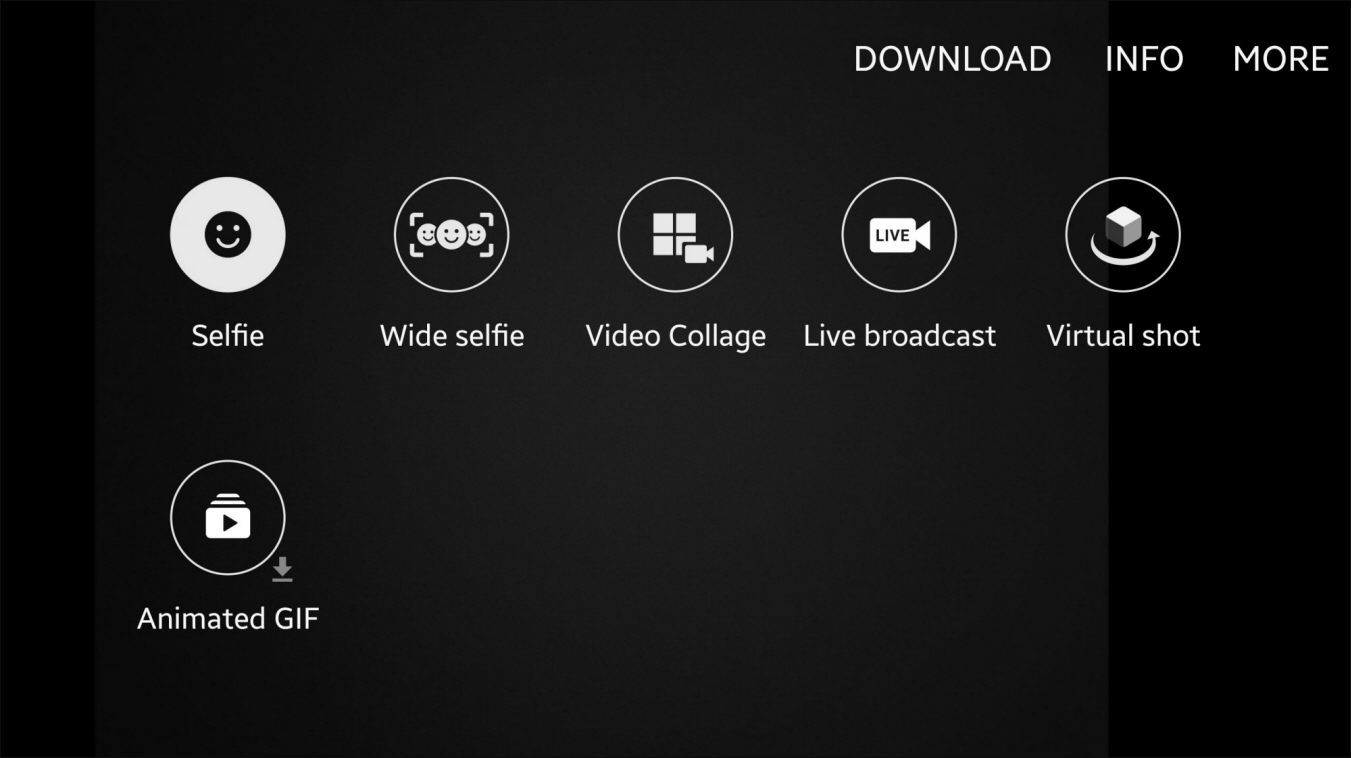 DOWNLOAD INFO MORE
LIVE
Selfie Wide selfie Video Collage Live broadcast Virtual shot
Animated GIF